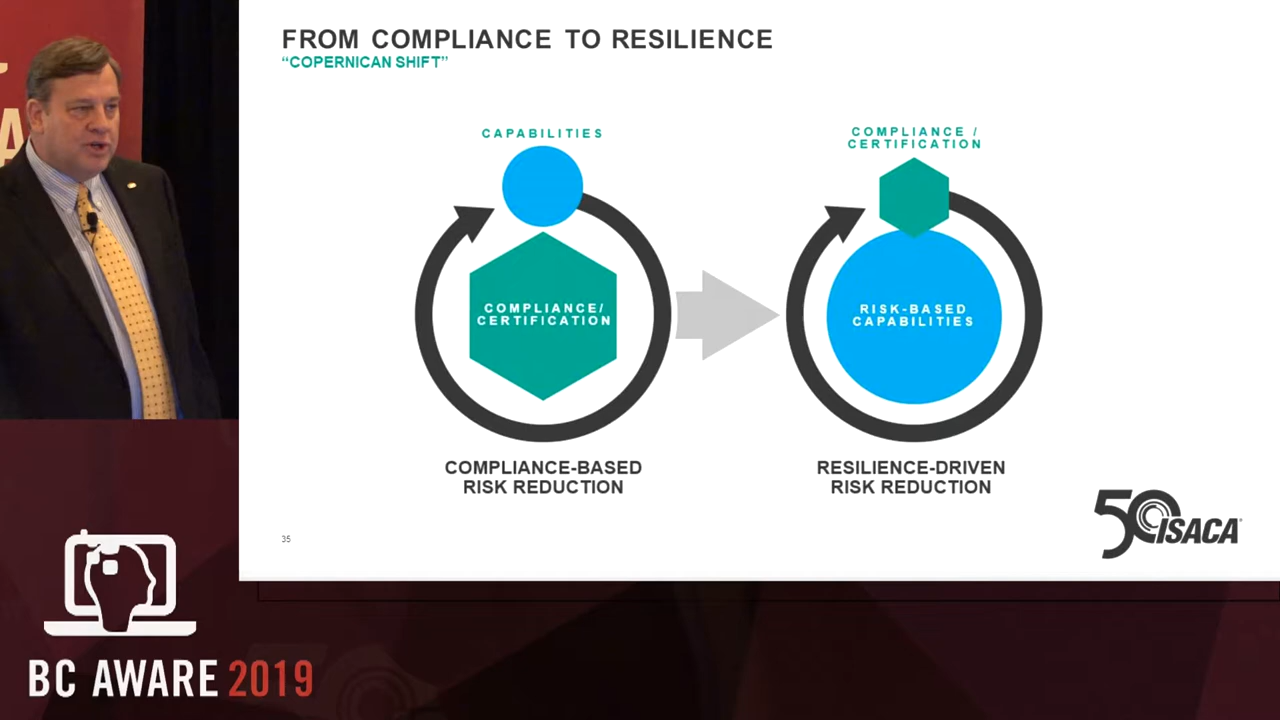 FROM COMPLIANCE TO RESILIENCE
“COPERNICAN SHIFT”
CAPABILITIES
COMPLIANCE/
CERTIFICATION
COMPLIANCE-BASED
RISK REDUCTION
COMPLIANCE /
CERTIFICATION
RISK-BASED
CAPABILITIES
RESILIENCE-DRIVEN
RISK REDUCTION
35
50 ISACA®
A
BC AWARE 2019